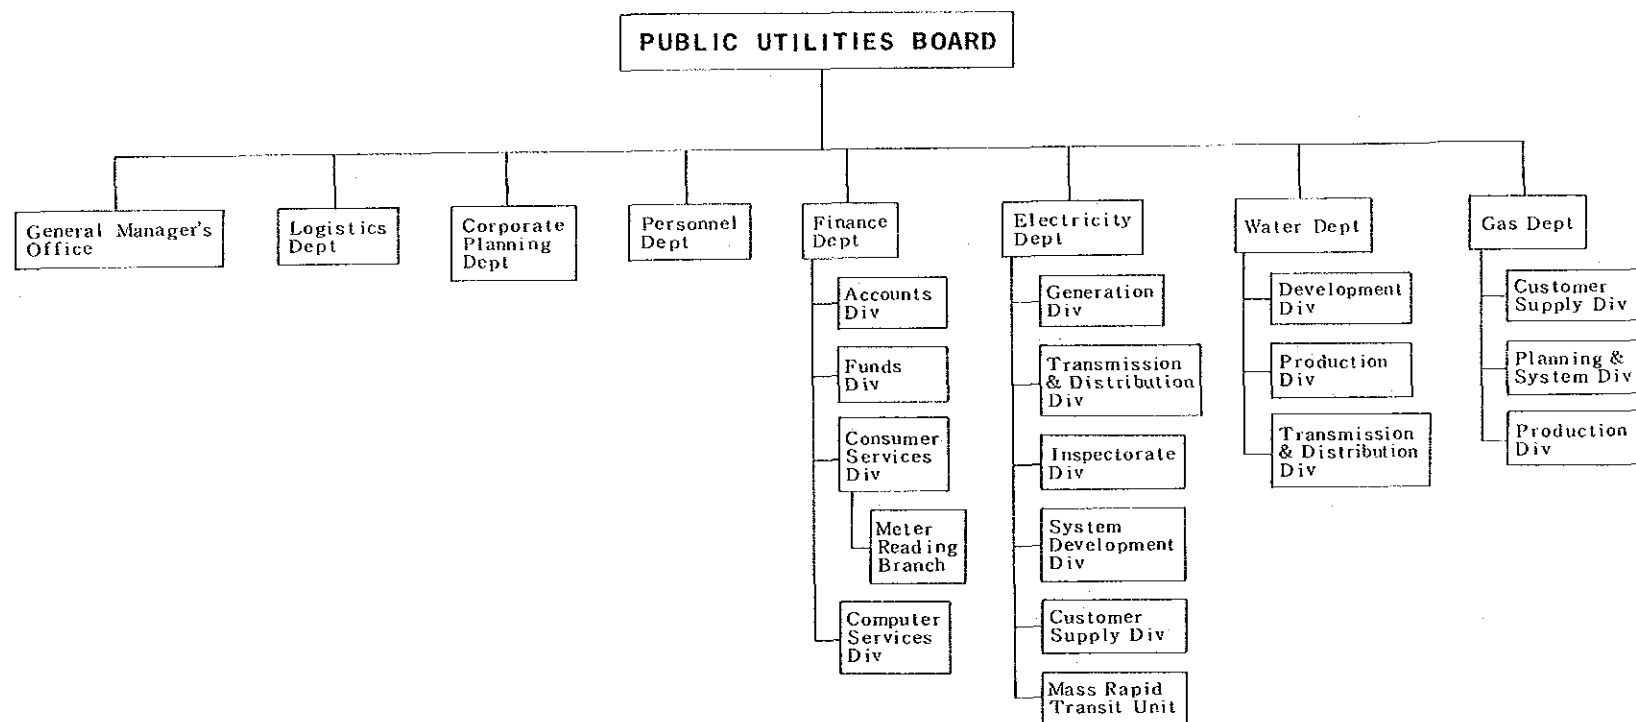 PUBLIC UTILITIES BOARD
General Manager's
Office
Logistics
Dept
Corporate
Planning
Dept
Personnel
Dept
Finance
Dept
Electricity
Dept
Water Dept
Gas Dept
Accounts
Div
Funds
Div
Consumer
Services
Div
Meter
Reading
Branch
Computer
Services
Div
Generation
Div
Transmission
& Distribution
Div
Inspectorate
Div
System
Development
Div
Customer
Supply Div
Mass Rapid
Transit Unit
Development
Div
Production
Div
Transmission
& Distribution
Div
Customer
Supply Div
Planning &
System Div
Production
Div